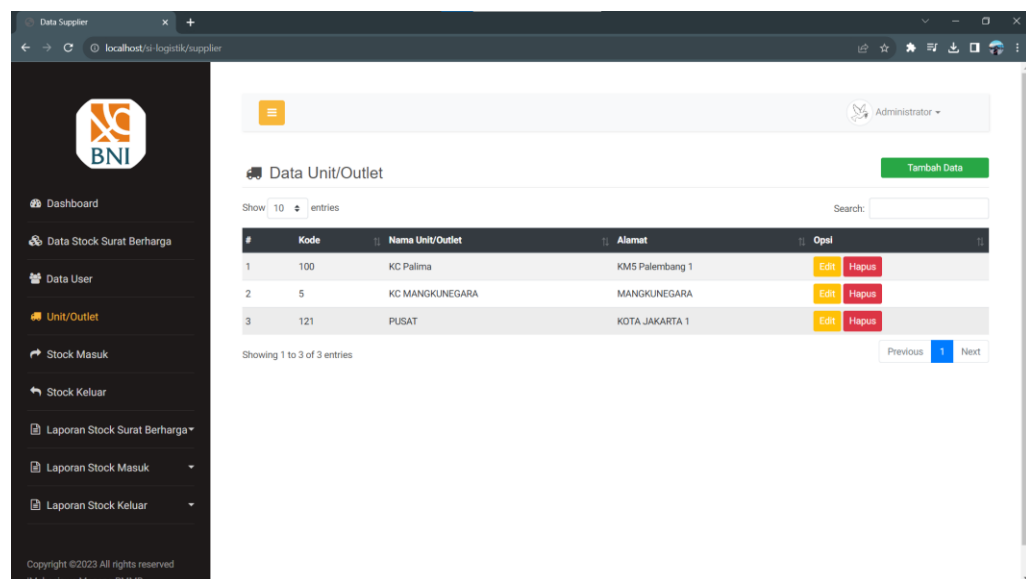 Data Supplier
localhost/si-logistik/supplier
BNI
Administrator
Data Unit/Outlet
Tambah Data
Dashboard
Data Stock Surat Berharga
Data User
Unit/Outlet
Stock Masuk
Stock Keluar
Laporan Stock Surat Berharga
Laporan Stock Masuk
Laporan Stock Keluar
Copyright ©2023 All rights reserved
Show 10 entries
Search:
# Kode Nama Unit/Outlet Alamat Opsi
1 100 KC Palima KM5 Palembang 1 Edit Hapus
2 5 KC MANGKUNEGARA MANGKUNEGARA Edit Hapus
3 121 PUSAT KOTA JAKARTA 1 Edit Hapus
Showing 1 to 3 of 3 entries
Previous 1 Next